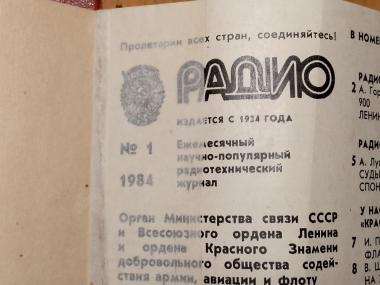 Пролетарии всех стран, соединяйтесь!
РАДИО
ИЗДАЕТСЯ С 1924 ГОДА
№ 1
1984
Ежемесячный
научно-популярный
радиотехнический
журнал
Орган Министерства связи СССР
и Всесоюзного ордена Ленина
и ордена Красного Знамени
добровольного общества содей-
ствия армии, авиации и флоту
В НОМЕ
РАДИО
2 А. Гор
900
ЛЕНИН
РАДИО
5 А. Лу
СУДЬ
СПОН
У НА
«КРА
7 И. П
ФЛА
8 В. Ш
НА